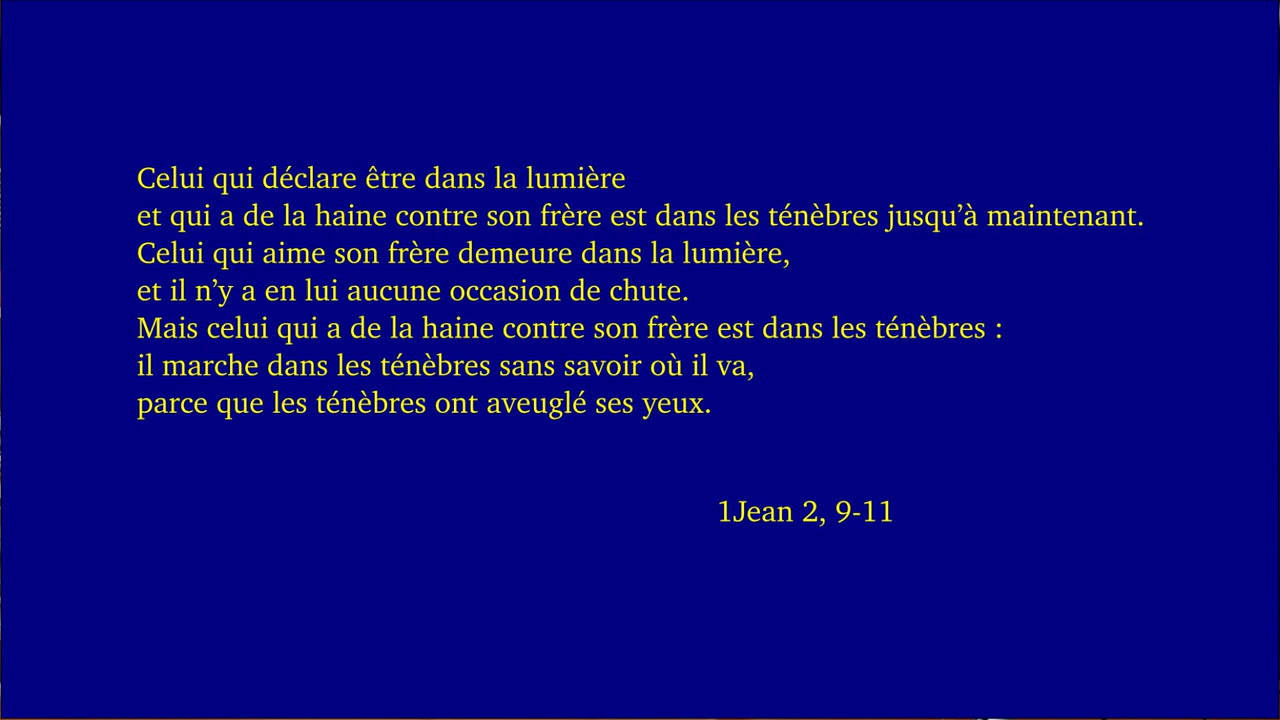 Celui qui déclare être dans la lumière
et qui a de la haine contre son frère est dans les ténèbres jusqu’à maintenant.
Celui qui aime son frère demeure dans la lumière,
et il n’y a en lui aucune occasion de chute.
Mais celui qui a de la haine contre son frère est dans les ténèbres :
il marche dans les ténèbres sans savoir où il va,
parce que les ténèbres ont aveuglé ses yeux.
1Jean 2, 9-11